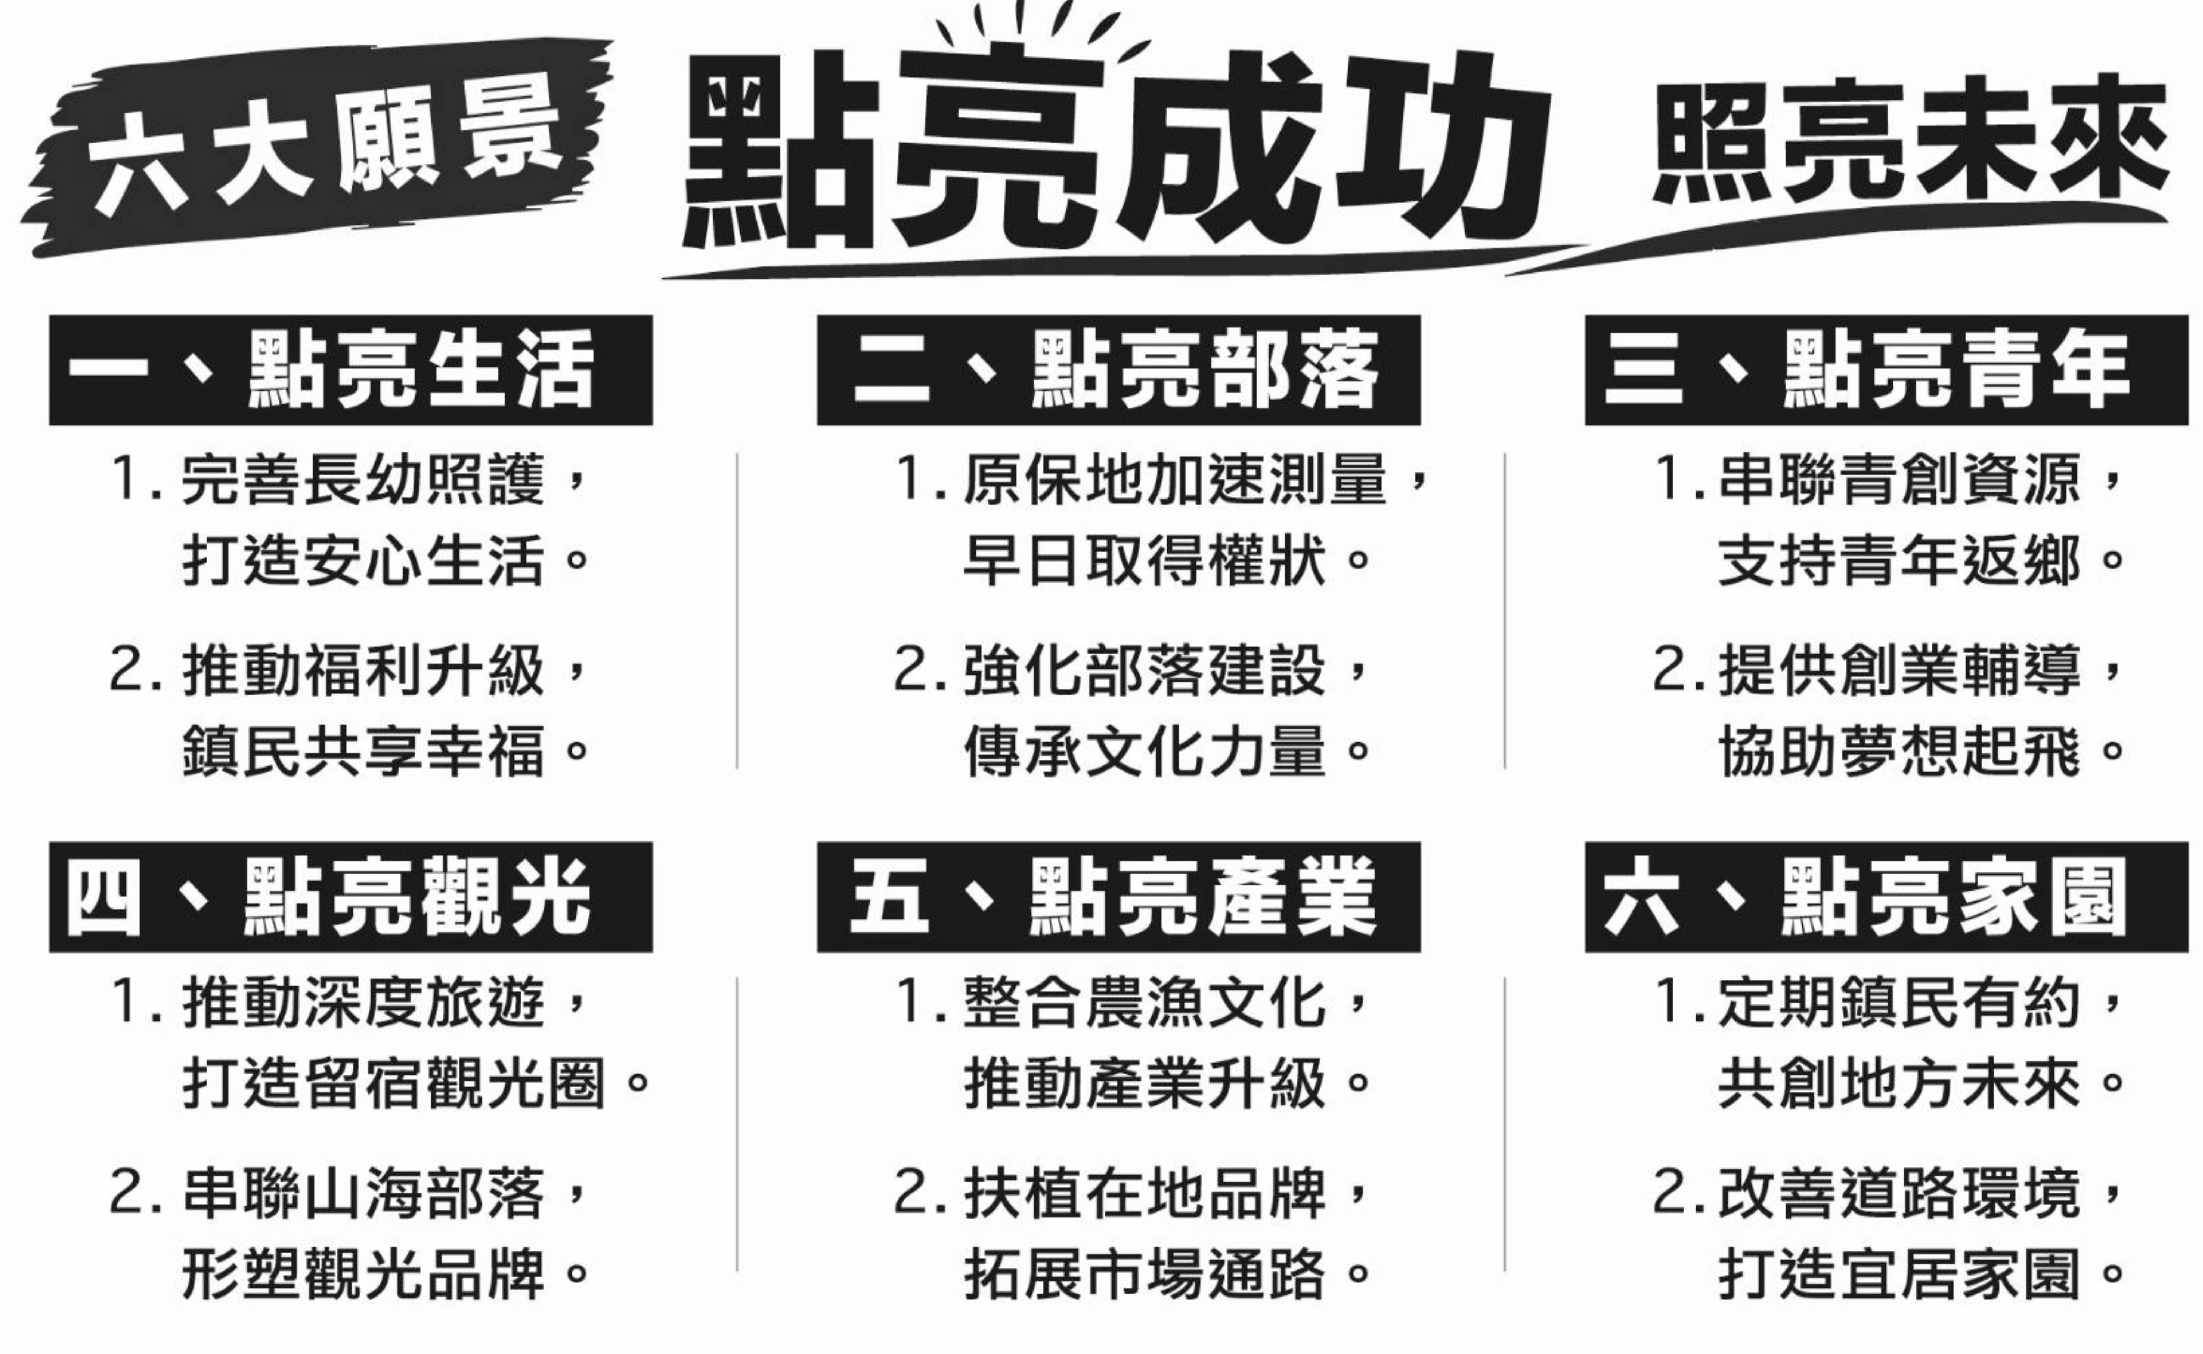 六大願景
點亮成功 照亮未來
一、點亮生活
1. 完善長幼照護，
打造安心生活。
2. 推動福利升級，
鎮民共享幸福。
二、點亮部落
1. 原保地加速測量，
早日取得權狀。
2. 強化部落建設，
傳承文化力量。
三、點亮青年
1. 串聯青創資源，
支持青年返鄉。
2. 提供創業輔導，
協助夢想起飛。
四、點亮觀光
1. 推動深度旅遊，
打造留宿觀光圈。
2. 串聯山海部落，
形塑觀光品牌。
五、點亮產業
1. 整合農漁文化，
推動產業升級。
2. 扶植在地品牌，
拓展市場通路。
六、點亮家園
1. 定期鎮民有約，
共創地方未來。
2. 改善道路環境，
打造宜居家園。